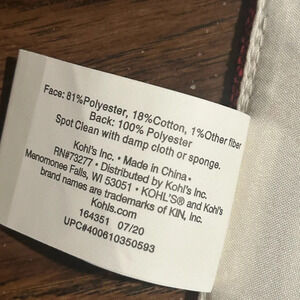 Face: 81%Polyester, 18%Cotton, 1%Other fiber
Back: 100% Polyester
Spot Clean with damp cloth or sponge.
Kohl's Inc. • Made in China •
RN#73277 • Distributed by Kohl's Inc.
Menomonee Falls, WI 53051 • KOHL'S® and Kohl's
brand names are trademarks of KIN, Inc.
Kohls.com
164351 07/20
UPC#400610350593